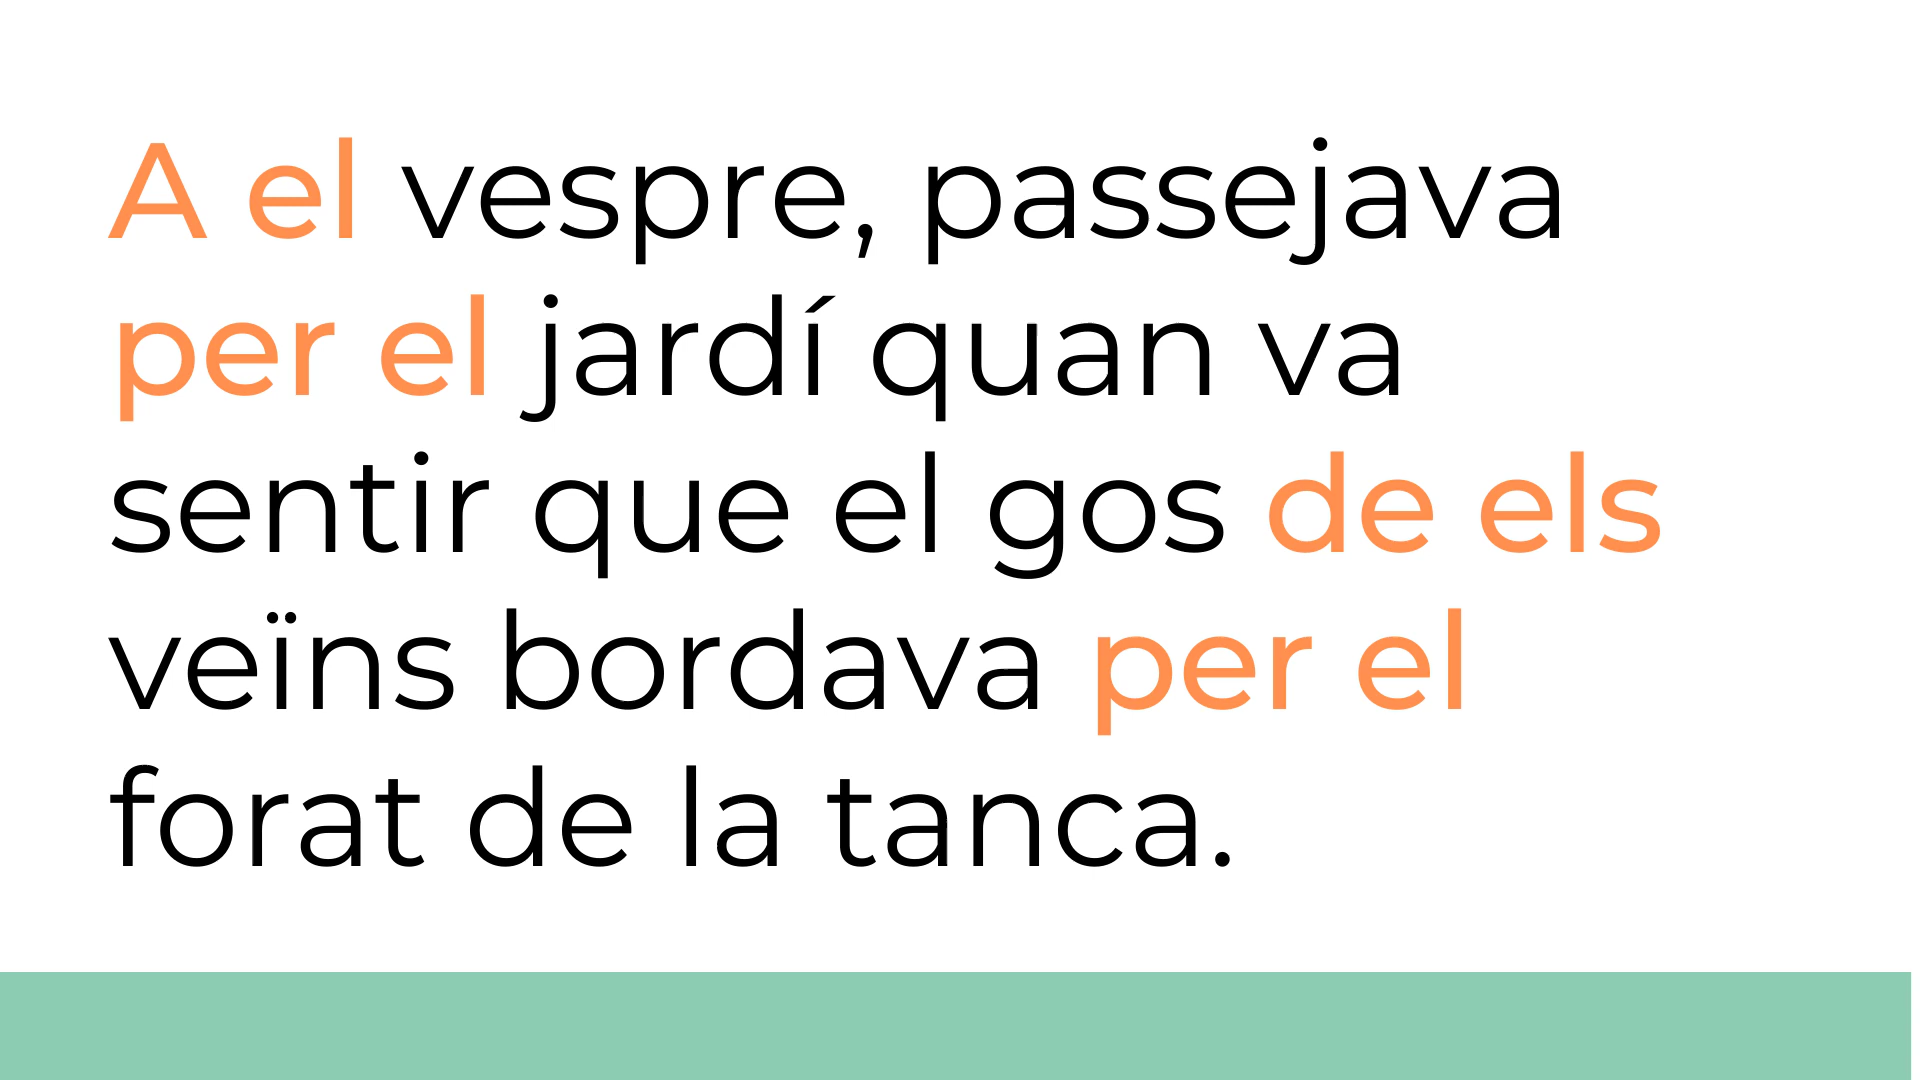 A el vespre, passejava
per el jardí quan va
sentir que el gos de els
veïns bordava per el
forat de la tanca.